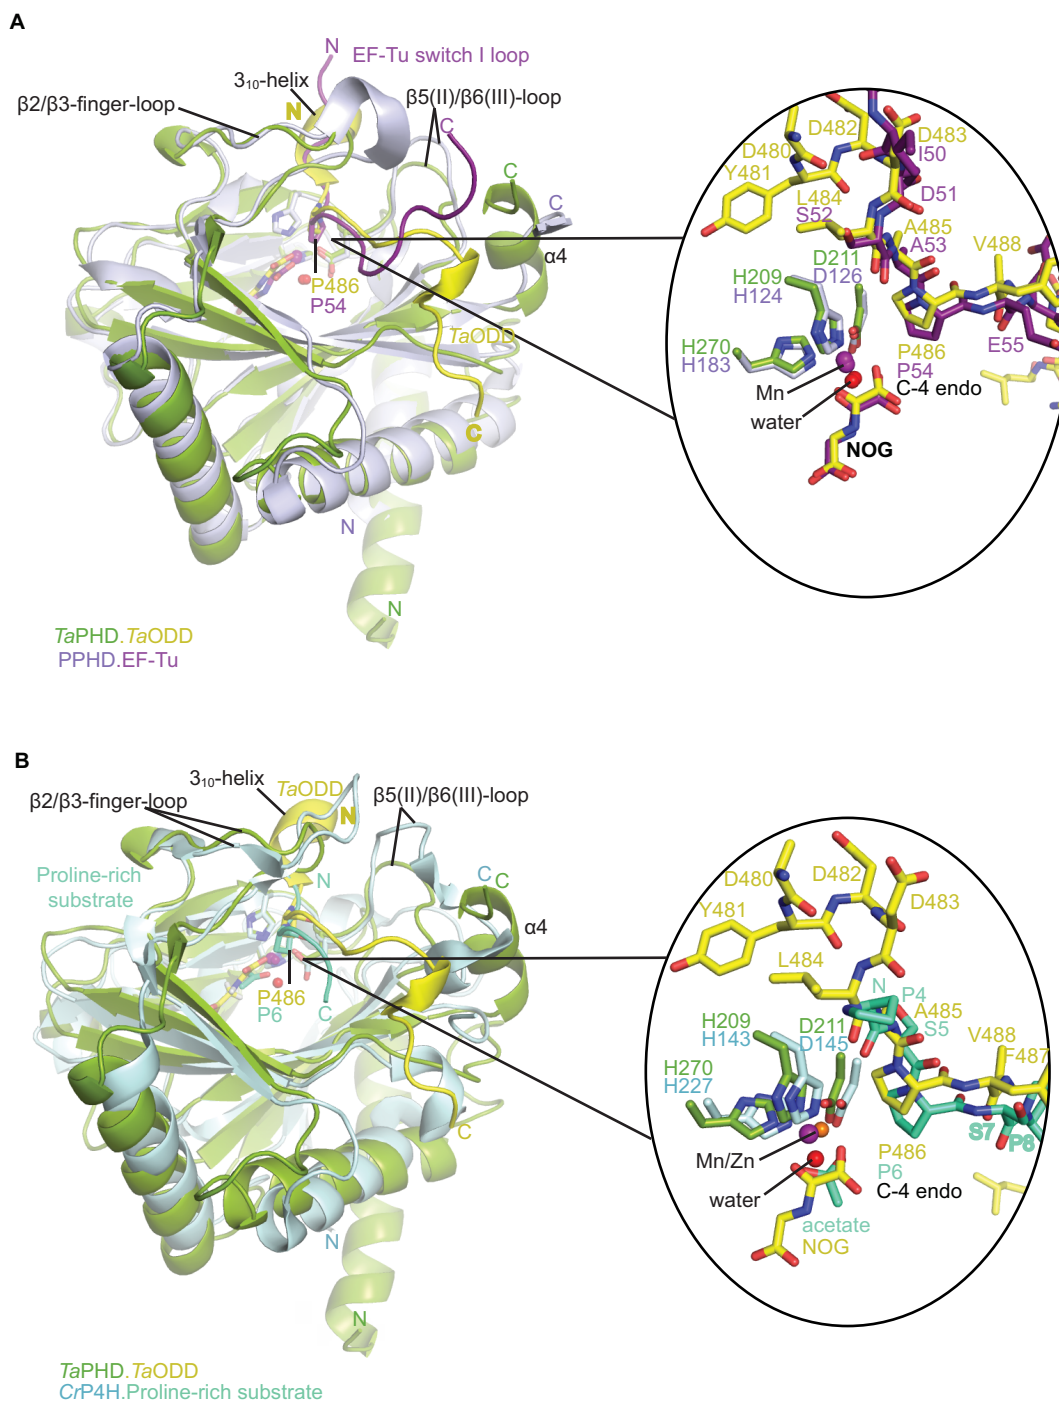 A
N
EF-Tu switch I loop
3₁₀-helix
β2/β3-finger-loop
N
β5(II)/β6(III)-loop
C
C
C
α4
P486
P54
TaODD
C
N
N
D482
D483
D480
I50
Y481
D51
L484
S52
A485
A53
V488
D211
D126
H209
H124
H270
H183
E55
P486
P54
C-4 endo
Mn
water
NOG
TaPHD.TaODD
PPHD.EF-Tu
B
3₁₀-helix
TaODD
β2/β3-finger-loop
N
β5(II)/β6(III)-loop
Proline-rich
substrate
N
C
C
α4
P486
P6
C
C
N
N
D482
D480
D483
Y481
L484
N
P4
A485
S5
H209
H143
D211
D145
V488
F487
H270
H227
S7
P8
Mn/Zn
P486
P6
C-4 endo
water
acetate
NOG
TaPHD.TaODD
CrP4H.Proline-rich substrate